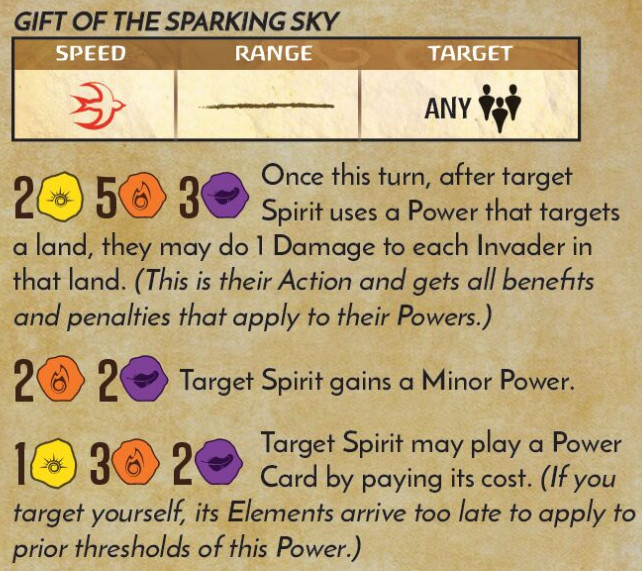 GIFT OF THE SPARKING SKY
SPEED RANGE TARGET
ANY
2 5 3 Once this turn, after target
Spirit uses a Power that targets
a land, they may do 1 Damage to each Invader in
that land. (This is their Action and gets all benefits
and penalties that apply to their Powers.)
2 2 Target Spirit gains a Minor Power.
1 3 2 Target Spirit may play a Power
Card by paying its cost. (If you
target yourself, its Elements arrive too late to apply to
prior thresholds of this Power.)